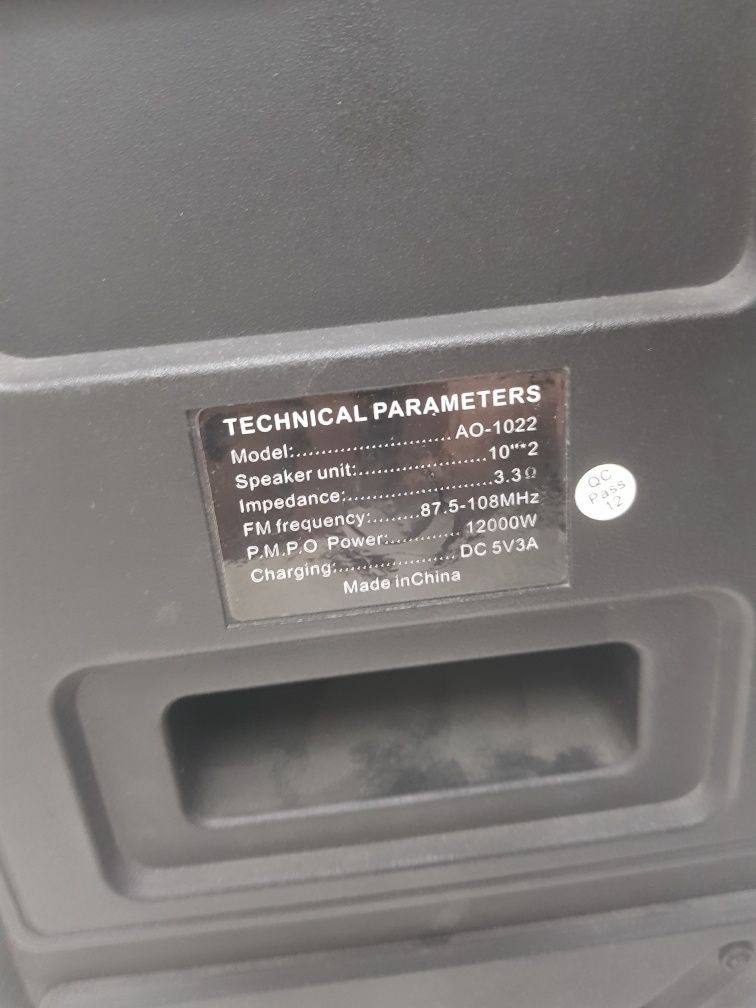 TECHNICAL PARAMETERS
Model:........................AO-1022
Speaker unit:....................10"*2
Impedance:.......................3.3Ω
FM frequency:........87.5-108MHz
P.M.P.O Power:............12000W
Charging:.....................DC 5V3A
Made inChina
QC
Pass
12